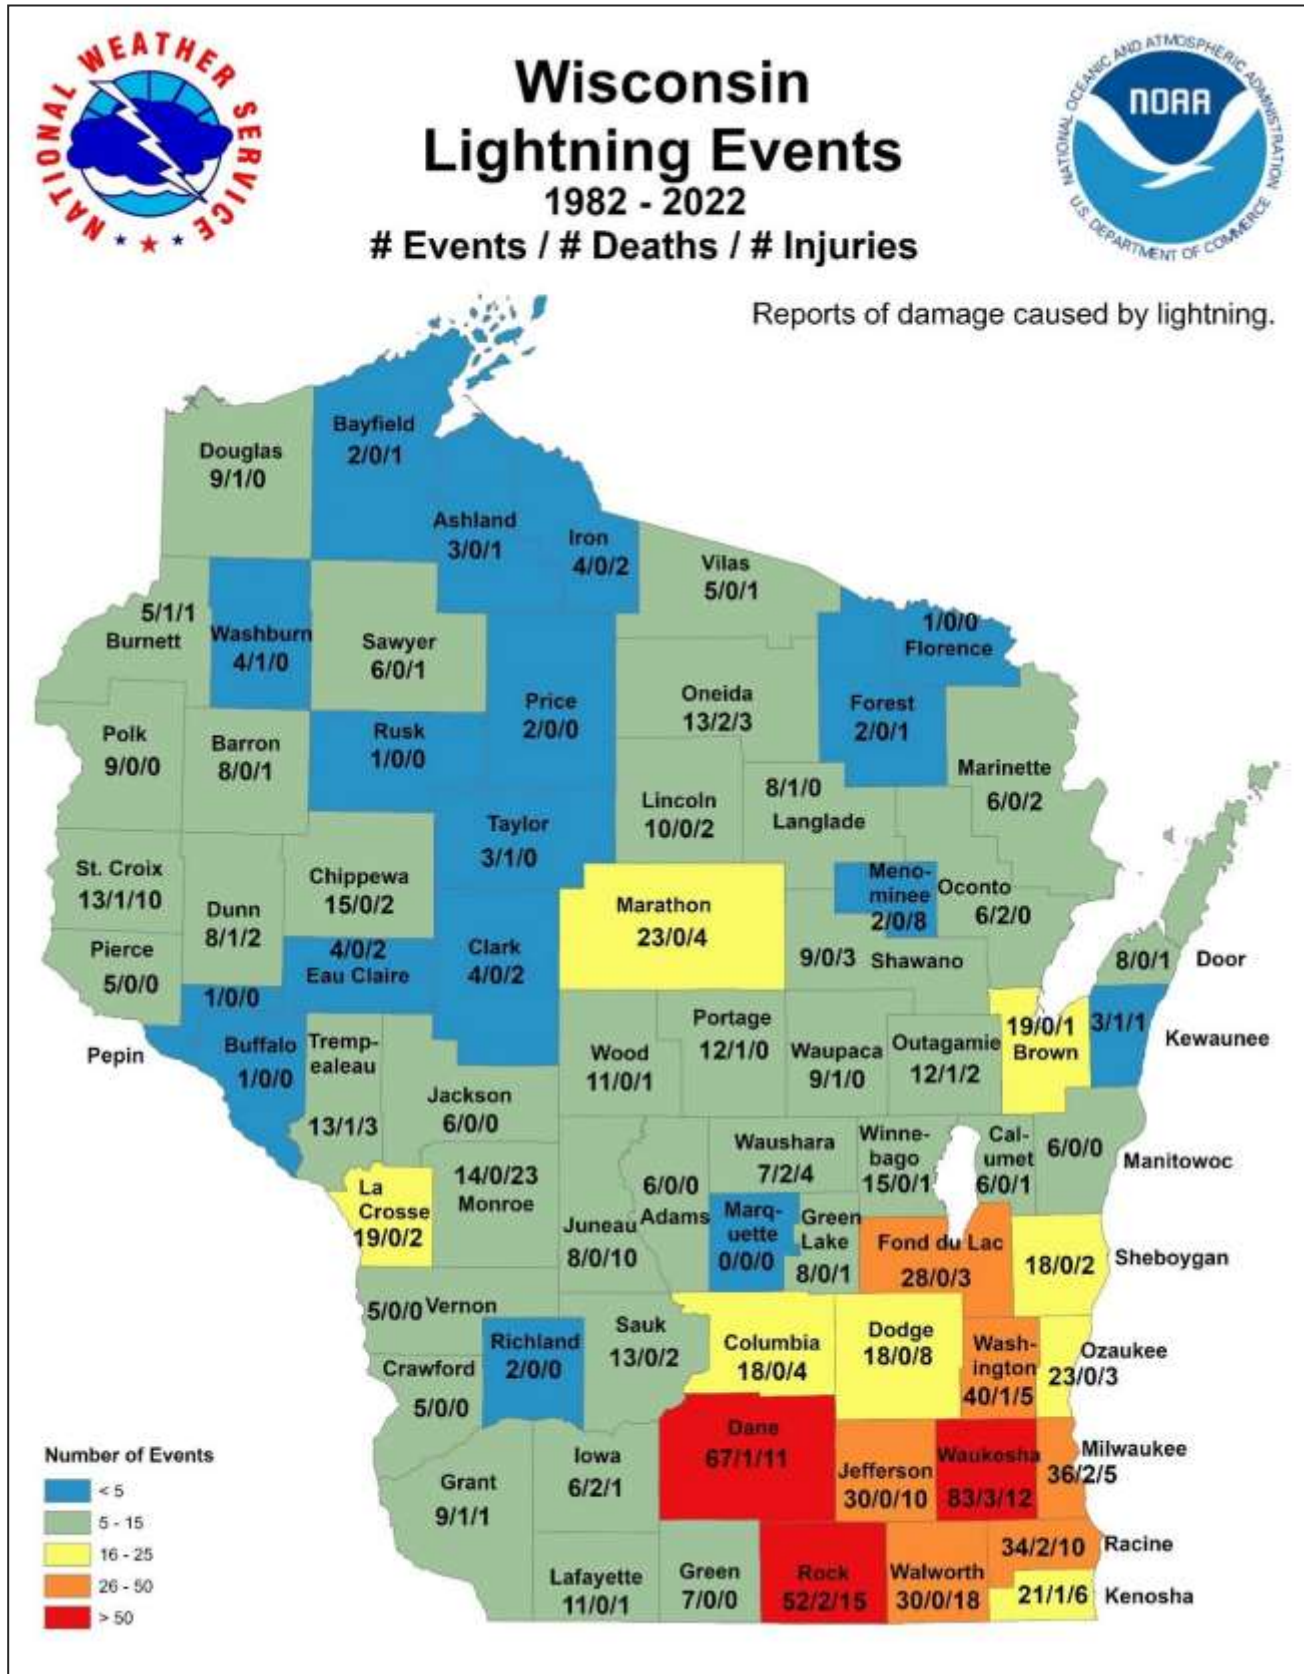 NATIONAL WEATHER SERVICE
Wisconsin
Lightning Events
1982 - 2022
# Events / # Deaths / # Injuries
NATIONAL OCEANIC AND ATMOSPHERIC ADMINISTRATION
NOAA
U.S. DEPARTMENT OF COMMERCE
Reports of damage caused by lightning.
Bayfield
2/0/1
Douglas
9/1/0
Ashland
3/0/1
Iron
4/0/2
Vilas
5/0/1
5/1/1
Burnett
Washburn
4/1/0
Sawyer
6/0/1
1/0/0
Florence
Price
2/0/0
Oneida
13/2/3
Forest
2/0/1
Polk
9/0/0
Barron
8/0/1
Rusk
1/0/0
Marinette
6/0/2
Lincoln
10/0/2
8/1/0
Langlade
Taylor
3/1/0
St. Croix
13/1/10
Dunn
8/1/2
Chippewa
15/0/2
Marathon
23/0/4
Meno-
minee
2/0/8
Oconto
6/2/0
Pierce
5/0/0
4/0/2
Eau Claire
Clark
4/0/2
9/0/3 Shawano
8/0/1
Door
1/0/0
Pepin
Buffalo
1/0/0
Tremp-
ealeau
13/1/3
Jackson
6/0/0
Wood
11/0/1
Portage
12/1/0
Waupaca
9/1/0
Outagamie
12/1/2
19/0/1
Brown
3/1/1
Kewaunee
La
Crosse
19/0/2
14/0/23
Monroe
Juneau
8/0/10
6/0/0
Adams
Waushara
7/2/4
Winne-
bago
15/0/1
Cal-
umet
6/0/1
6/0/0
Manitowoc
Marq-
uette
0/0/0
Green
Lake
8/0/1
Fond du Lac
28/0/3
18/0/2
Sheboygan
5/0/0 Vernon
Richland
2/0/0
Sauk
13/0/2
Columbia
18/0/4
Dodge
18/0/8
Wash-
ington
40/1/5
Ozaukee
23/0/3
Crawford
5/0/0
Dane
67/1/11
Jefferson
30/0/10
Waukesha
83/3/12
Milwaukee
36/2/5
Grant
9/1/1
Iowa
6/2/1
Lafayette
11/0/1
Green
7/0/0
Rock
52/2/15
Walworth
30/0/18
34/2/10
Racine
21/1/6
Kenosha
Number of Events
< 5
5 - 15
16 - 25
26 - 50
> 50